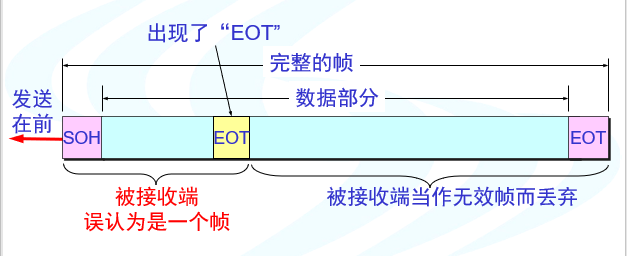 出现了“EOT”
完整的帧
发送
在前
数据部分
SOH
EOT
EOT
被接收端
误认为是一个帧
被接收端当作无效帧而丢弃